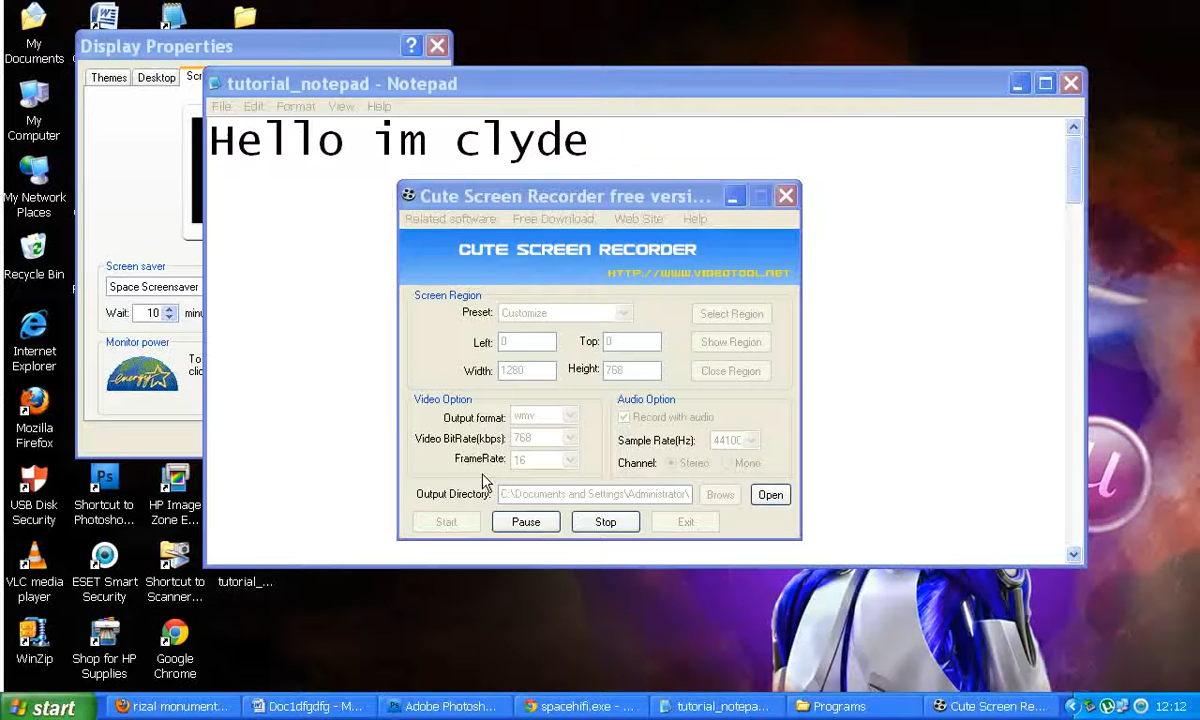 My Documents
My Computer
My Network Places
Recycle Bin
Internet Explorer
Mozilla Firefox
USB Disk Security
Shortcut to Photosho...
HP Image Zone E...
VLC media player
ESET Smart Security
Shortcut to Scanner...
tutorial_...
WinZip
Shop for HP Supplies
Google Chrome
Display Properties
Themes
Desktop
Scr
Screen saver
Space Screensaver
Wait: 10 minu
Monitor power
To
clic
tutorial_notepad - Notepad
File Edit Format View Help
Hello im clyde
Cute Screen Recorder free versi...
Related software Free Download Web Site Help
CUTE SCREEN RECORDER
HTTP://WWW.VIDEOTOOL.NET
Screen Region
Preset: Customize Select Region
Left: 0 Top: 0 Show Region
Width: 1280 Height: 768 Close Region
Video Option Audio Option
Output format: wmv Record with audio
Video BitRate(kbps): 768 Sample Rate(Hz): 4410
FrameRate: 16 Channel: Stereo Mono
Output Directory: C:\Documents and Settings\Administrator\ Brows Open
Start Pause Stop Exit
start rizal monument... Doc1dfgdfg - M... Adobe Photosh... spacehifi.exe - ... tutorial_notepa... Programs Cute Screen Re... 12:12